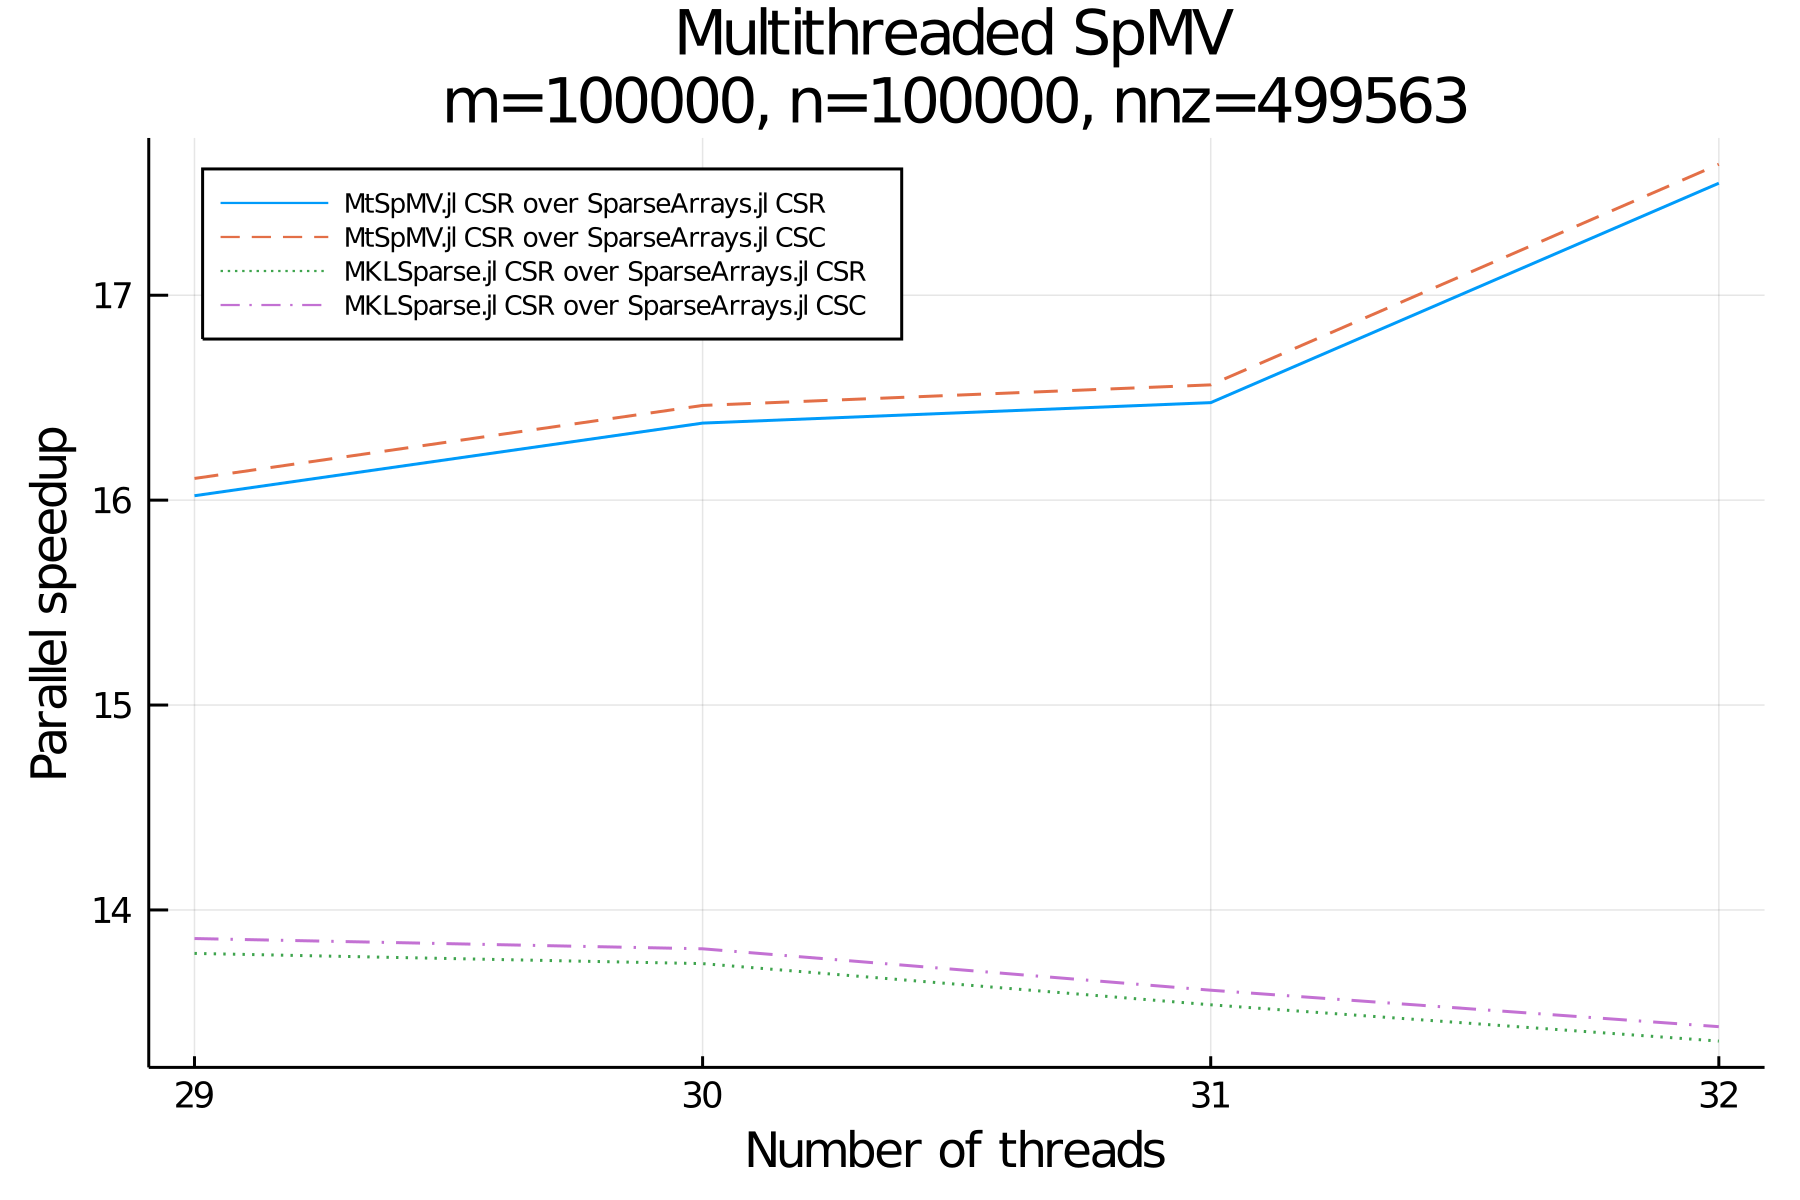 Multithreaded SpMV
m=100000, n=100000, nnz=499563
MtSpMV.jl CSR over SparseArrays.jl CSR
MtSpMV.jl CSR over SparseArrays.jl CSC
MKLSparse.jl CSR over SparseArrays.jl CSR
MKLSparse.jl CSR over SparseArrays.jl CSC
Parallel speedup
17
16
15
14
29 30 31 32
Number of threads